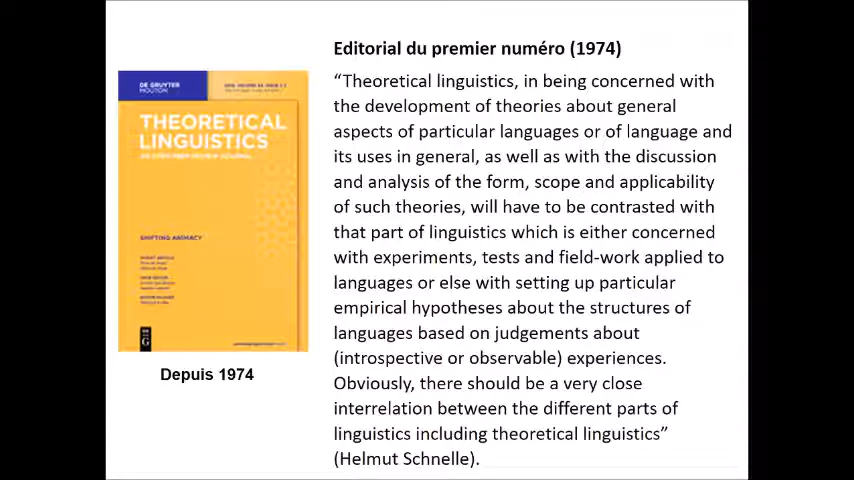 Editorial du premier numéro (1974)
“Theoretical linguistics, in being concerned with
the development of theories about general
aspects of particular languages or of language and
its uses in general, as well as with the discussion
and analysis of the form, scope and applicability
of such theories, will have to be contrasted with
that part of linguistics which is either concerned
with experiments, tests and field-work applied to
languages or else with setting up particular
empirical hypotheses about the structures of
languages based on judgements about
(introspective or observable) experiences.
Obviously, there should be a very close
interrelation between the different parts of
linguistics including theoretical linguistics”
(Helmut Schnelle).
DE GRUYTER
MOUTON
THEORETICAL
LINGUISTICS
SHIFTING ANIMACY
G
Depuis 1974